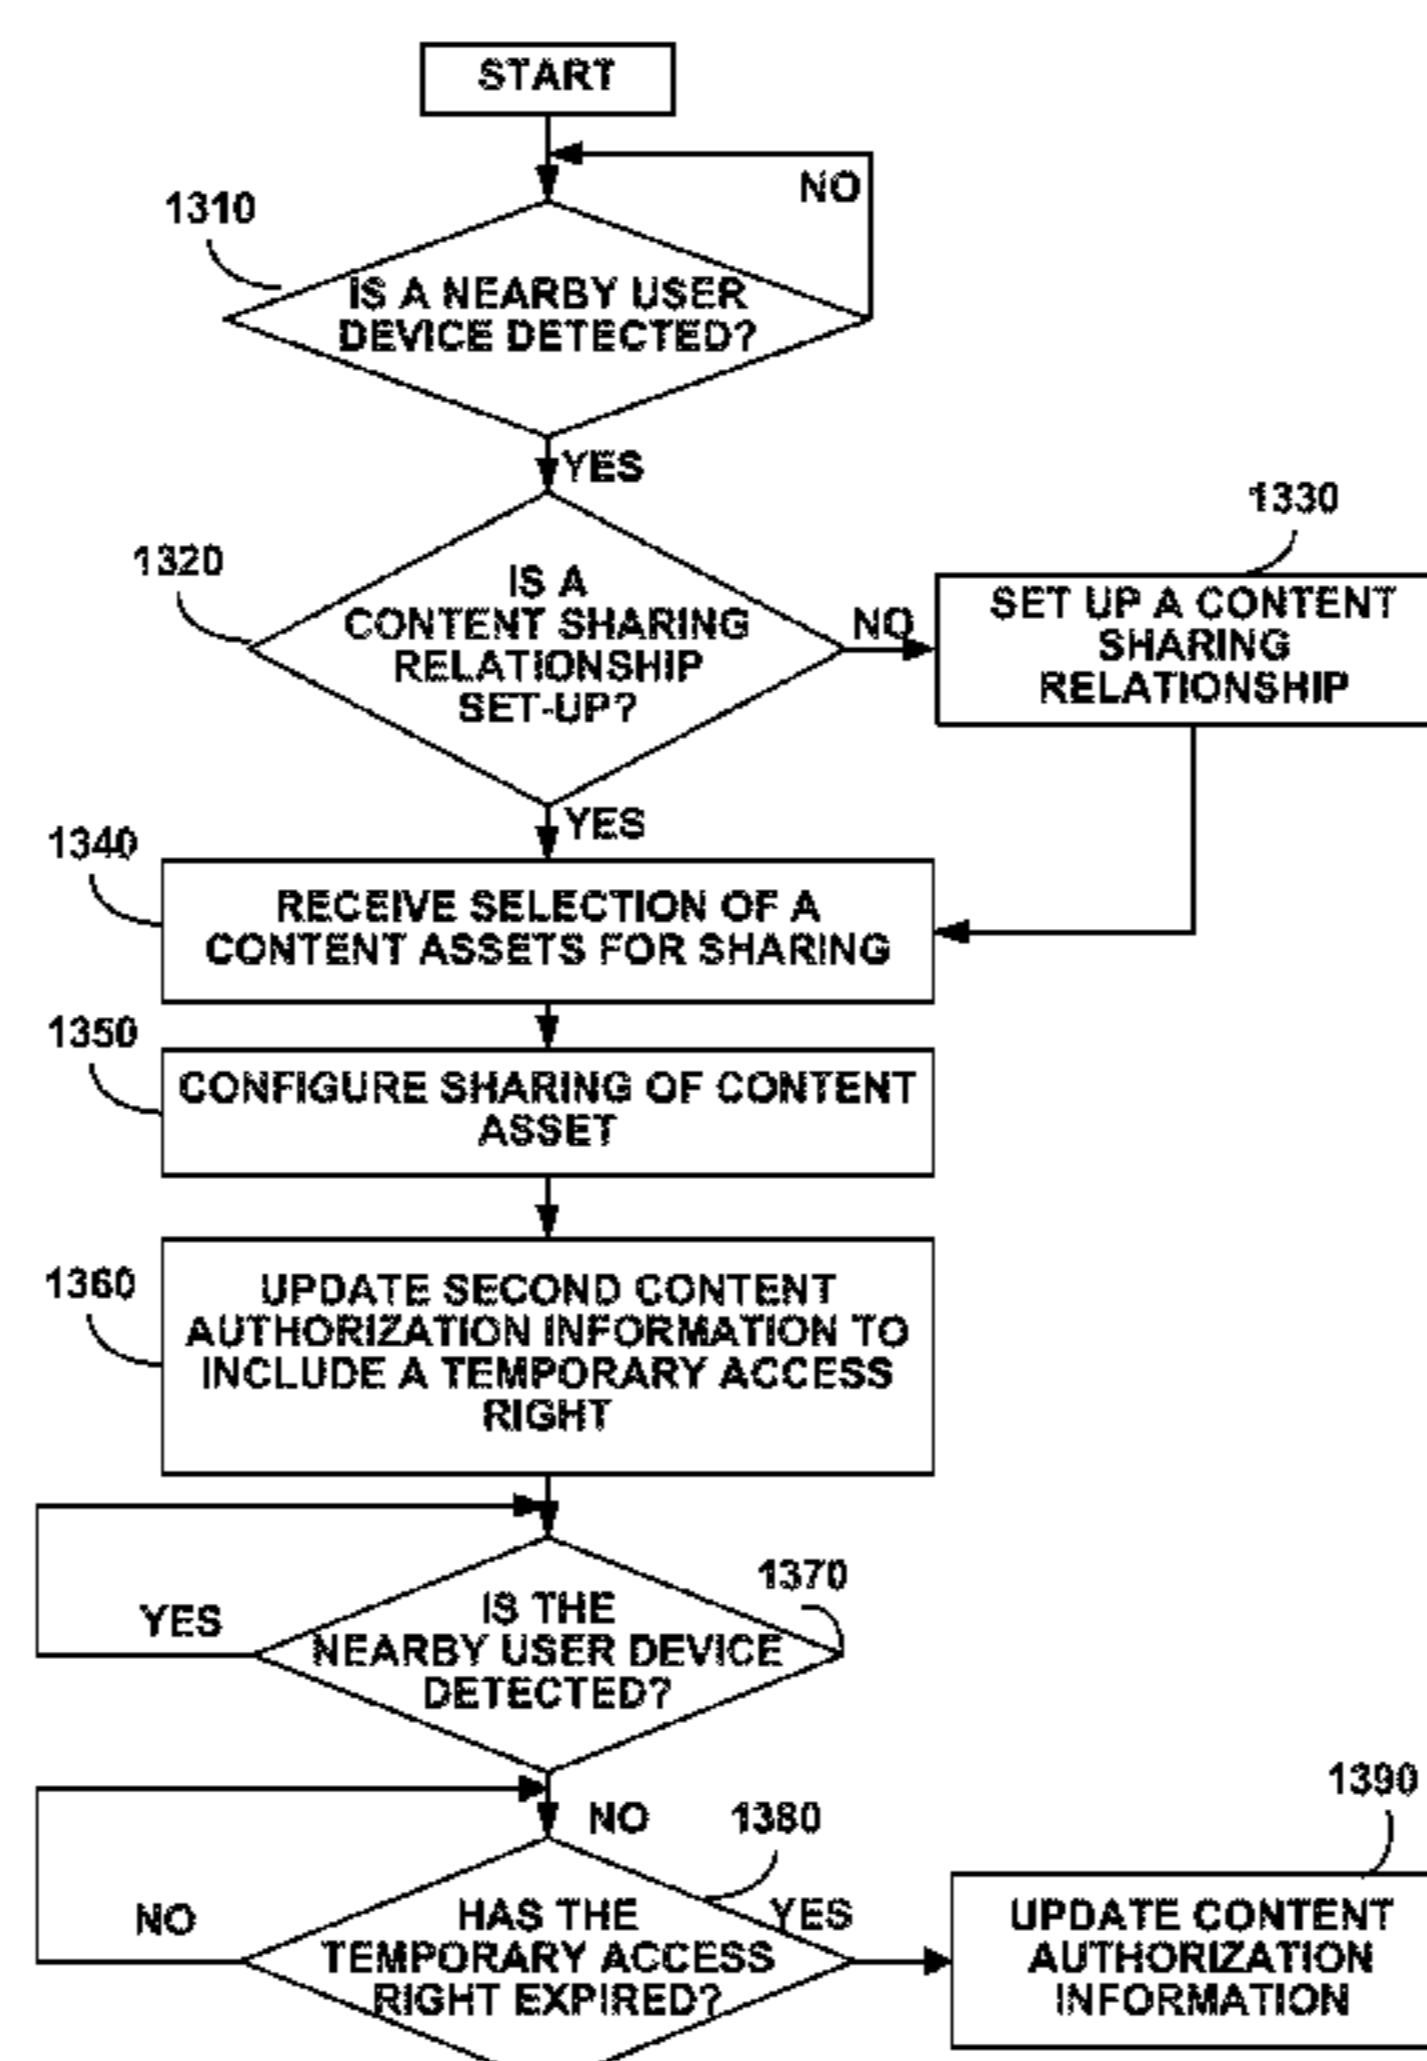 START
NO
1310
IS A NEARBY USER
DEVICE DETECTED?
YES
1330
1320
IS A
CONTENT SHARING
RELATIONSHIP
SET-UP?
NO
SET UP A CONTENT
SHARING
RELATIONSHIP
YES
1340
RECEIVE SELECTION OF A
CONTENT ASSETS FOR SHARING
1350
CONFIGURE SHARING OF CONTENT
ASSET
1360
UPDATE SECOND CONTENT
AUTHORIZATION INFORMATION TO
INCLUDE A TEMPORARY ACCESS
RIGHT
1370
YES
IS THE
NEARBY USER DEVICE
DETECTED?
1390
NO
1380
NO
HAS THE
TEMPORARY ACCESS
RIGHT EXPIRED?
YES
UPDATE CONTENT
AUTHORIZATION
INFORMATION